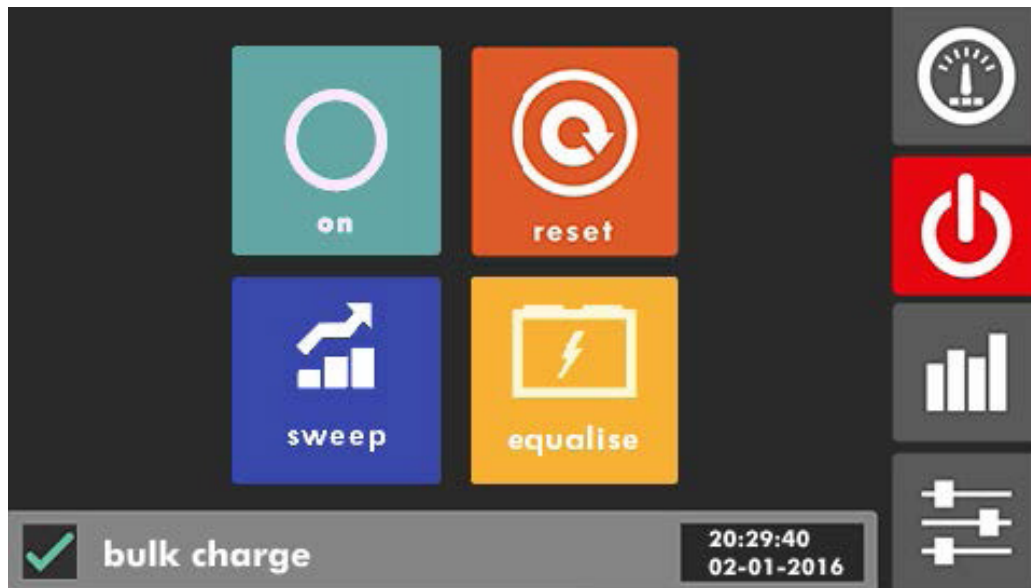 on
reset
sweep
equalise
bulk charge
20:29:40
02-01-2016